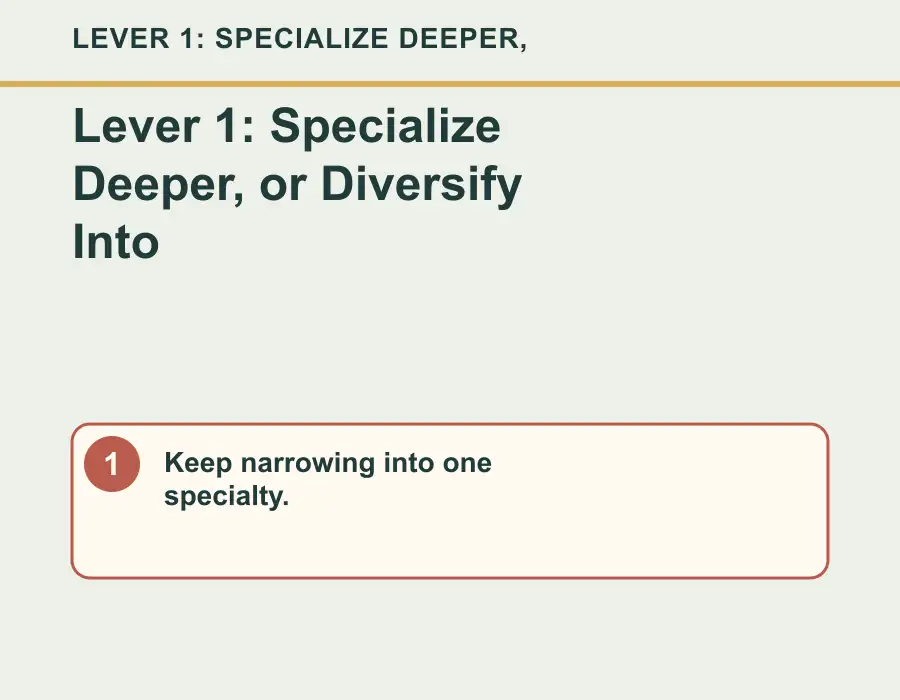 LEVER 1: SPECIALIZE DEEPER,
Lever 1: Specialize
Deeper, or Diversify
Into
1
Keep narrowing into one
specialty.